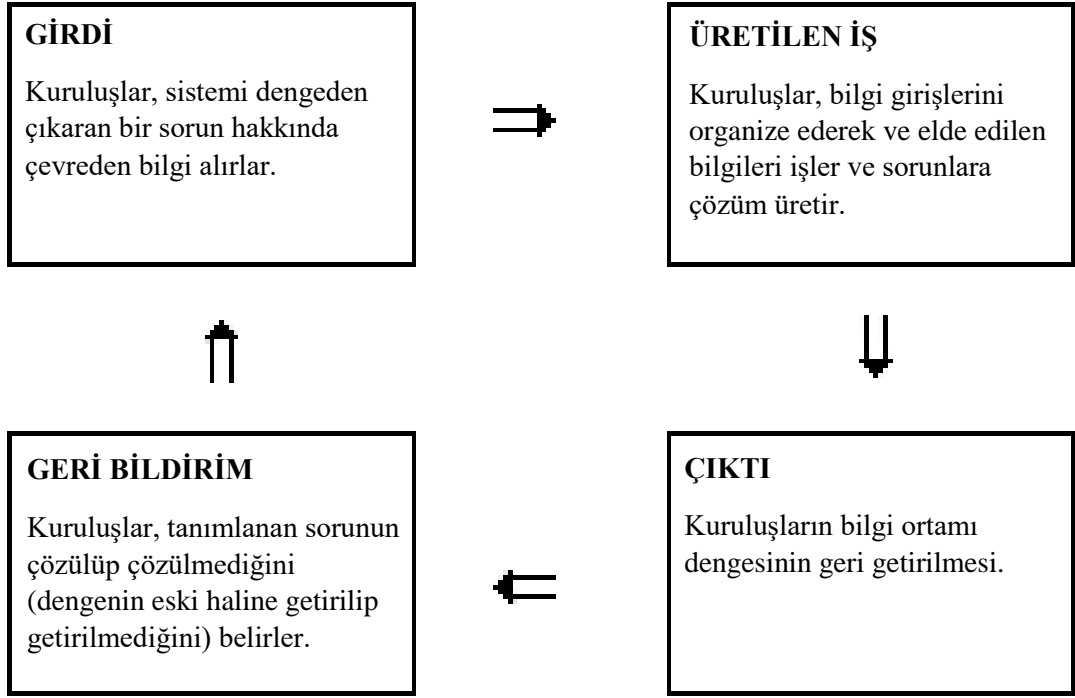 GİRDİ
Kuruluşlar, sistemi dengeden
çıkaran bir sorun hakkında
çevreden bilgi alırlar.
ÜRETİLEN İŞ
Kuruluşlar, bilgi girişlerini
organize ederek ve elde edilen
bilgileri işler ve sorunlara
çözüm üretir.
GERİ BİLDİRİM
Kuruluşlar, tanımlanan sorunun
çözülüp çözülmediğini
(dengenin eski haline getirilip
getirilmediğini) belirler.
ÇIKTI
Kuruluşların bilgi ortamı
dengesinin geri getirilmesi.